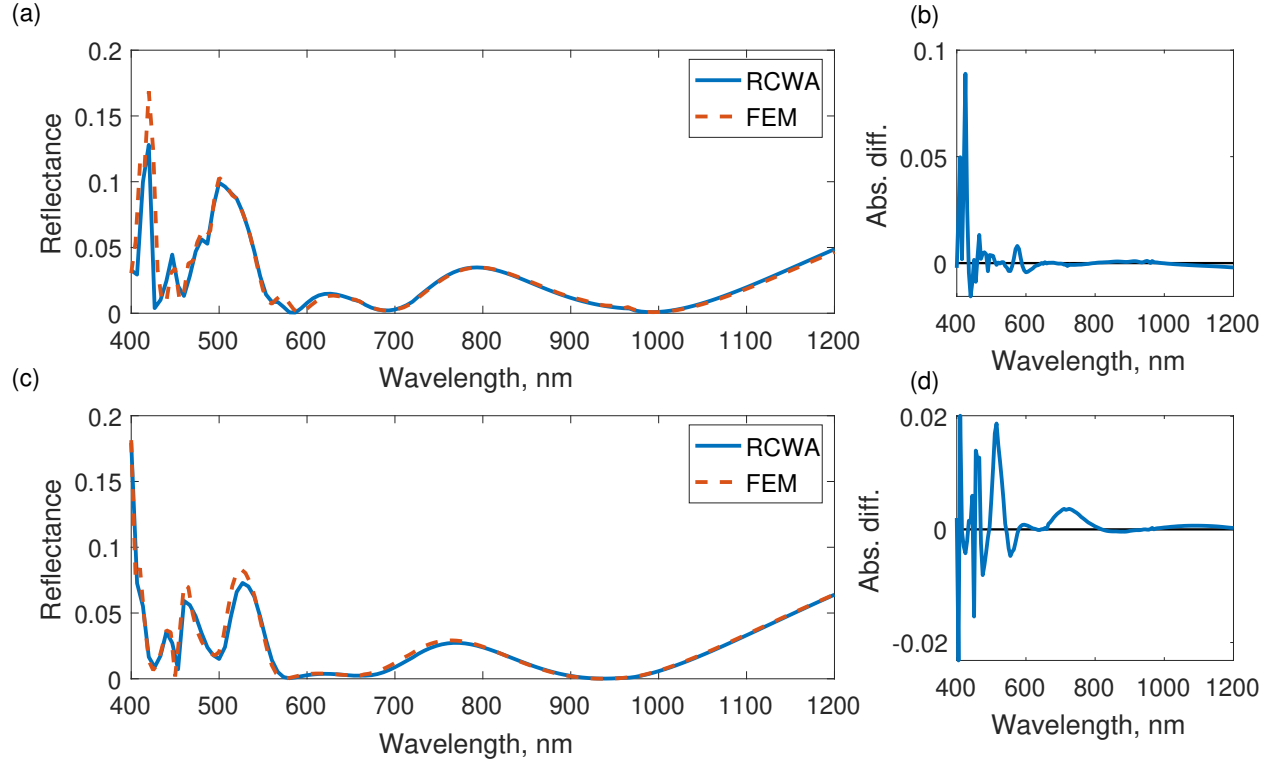 (a)
0.2
0.15
0.1
0.05
0
Reflectance
400 500 600 700 800 900 1000 1100 1200
Wavelength, nm
RCWA
FEM
(b)
0.1
0.05
0
Abs. diff.
400 600 800 1000 1200
Wavelength, nm
(c)
0.2
0.15
0.1
0.05
0
Reflectance
400 500 600 700 800 900 1000 1100 1200
Wavelength, nm
RCWA
FEM
(d)
0.02
0
-0.02
Abs. diff.
400 600 800 1000 1200
Wavelength, nm